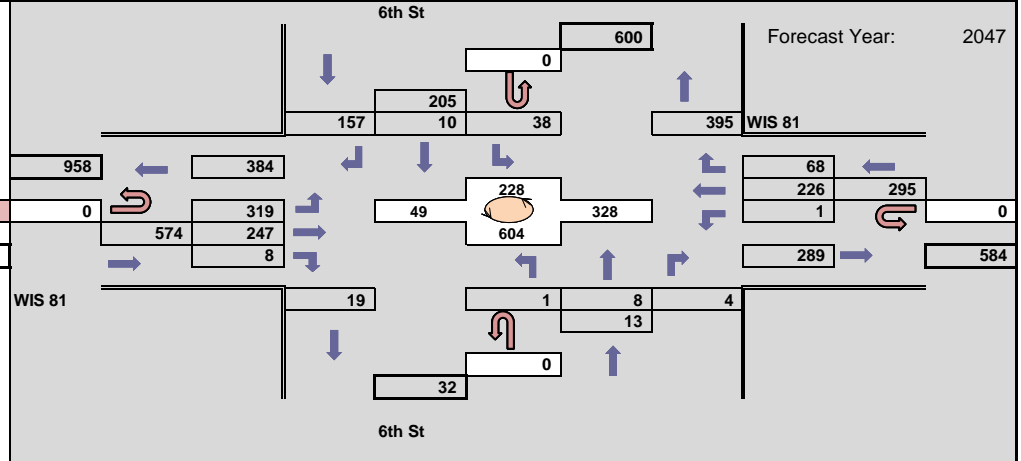 6th St
600
Forecast Year: 2047
0
205
157 10 38 395 WIS 81
958 384 68
228 226 295
0 319 49 328 1 0
574 247 604
8 289 584
WIS 81 19 1 8 4
13
0
32
6th St